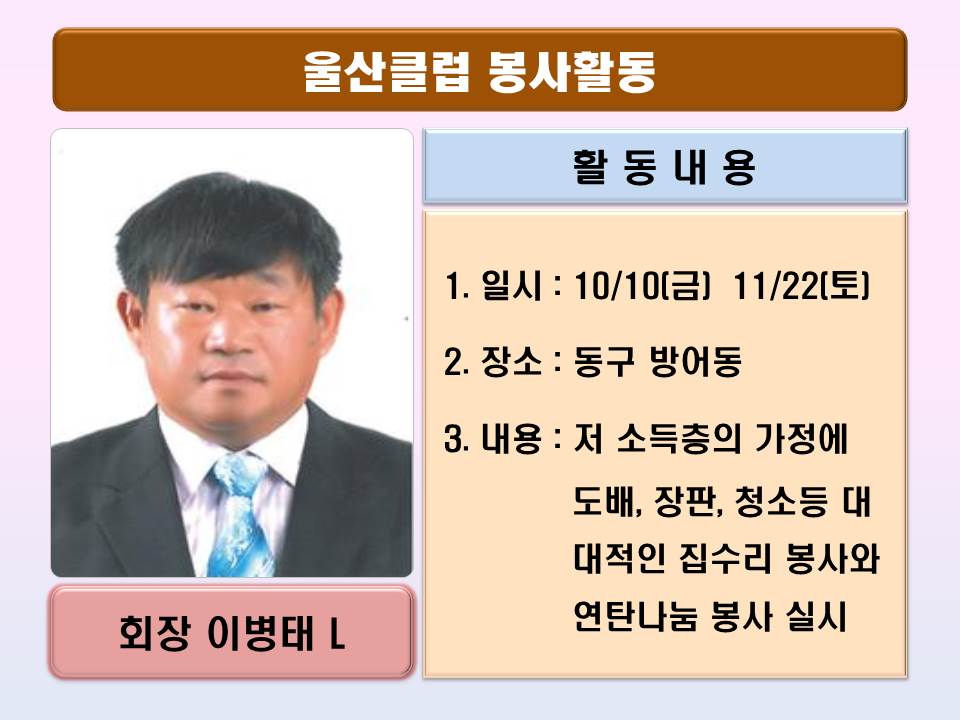 울산클럽 봉사활동
활 동 내 용
1. 일시 : 10/10(금)  11/22(토)
2. 장소 : 동구 방어동
3. 내용 : 저 소득층의 가정에
도배, 장판, 청소등 대
대적인 집수리 봉사와
연탄나눔 봉사 실시
회장 이병태 L